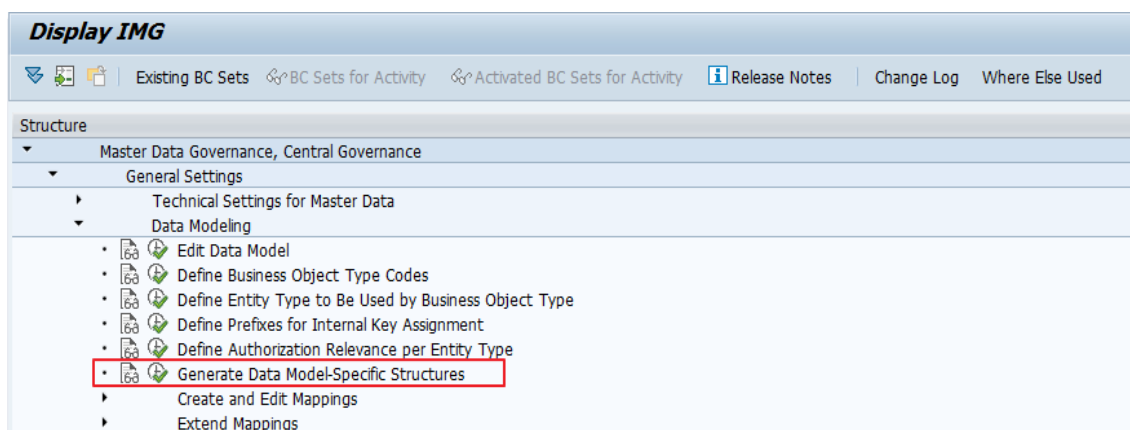 Display IMG
Existing BC Sets BC Sets for Activity Activated BC Sets for Activity Release Notes Change Log Where Else Used
Structure
Master Data Governance, Central Governance
General Settings
Technical Settings for Master Data
Data Modeling
Edit Data Model
Define Business Object Type Codes
Define Entity Type to Be Used by Business Object Type
Define Prefixes for Internal Key Assignment
Define Authorization Relevance per Entity Type
Generate Data Model-Specific Structures
Create and Edit Mappings
Extend Mappings